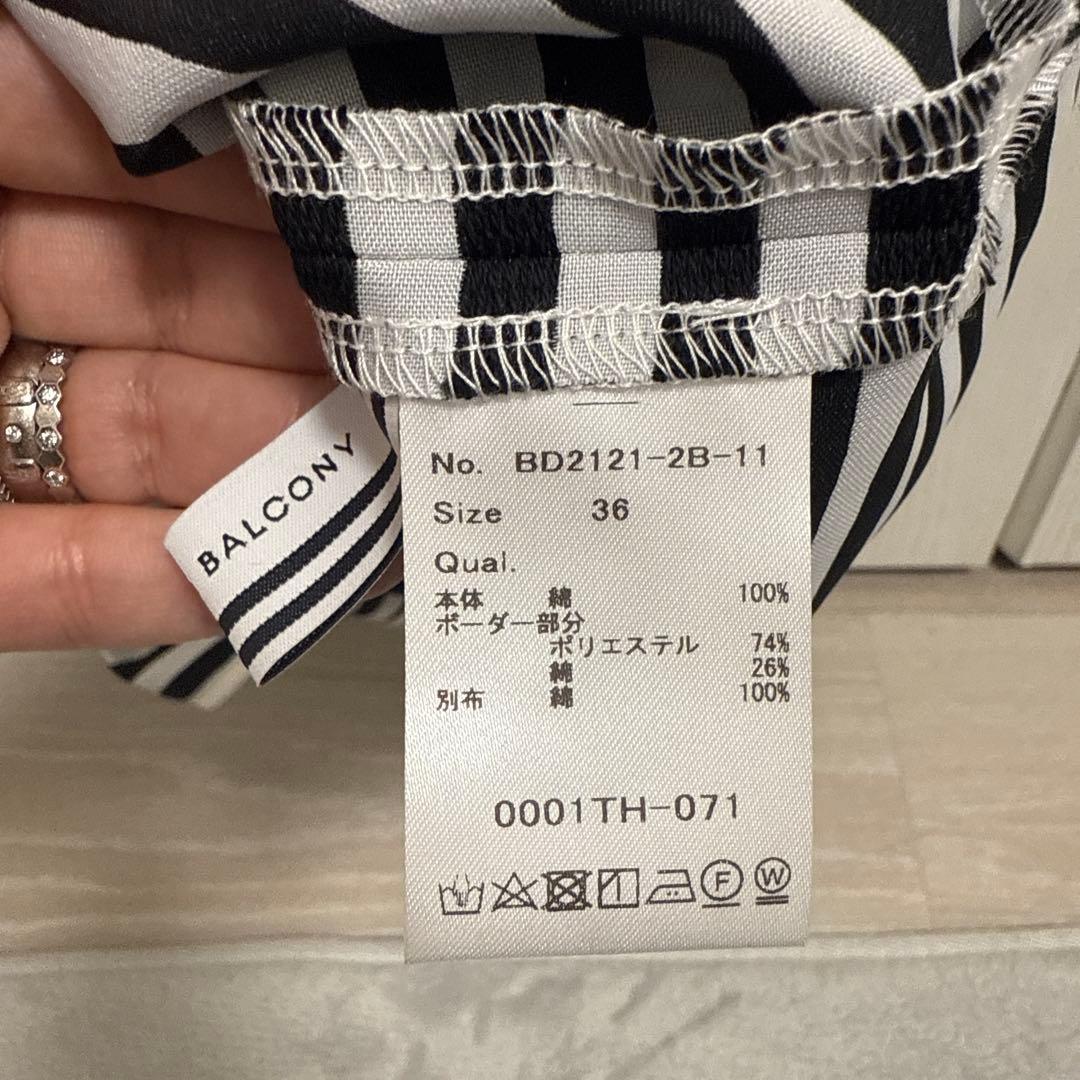 BALCONY
No. BD2121-2B-11
Size 36
Qual.
本体 綿 100%
ボーダー部分
ポリエステル 74%
綿 26%
別布 綿 100%
0001TH-071
F W